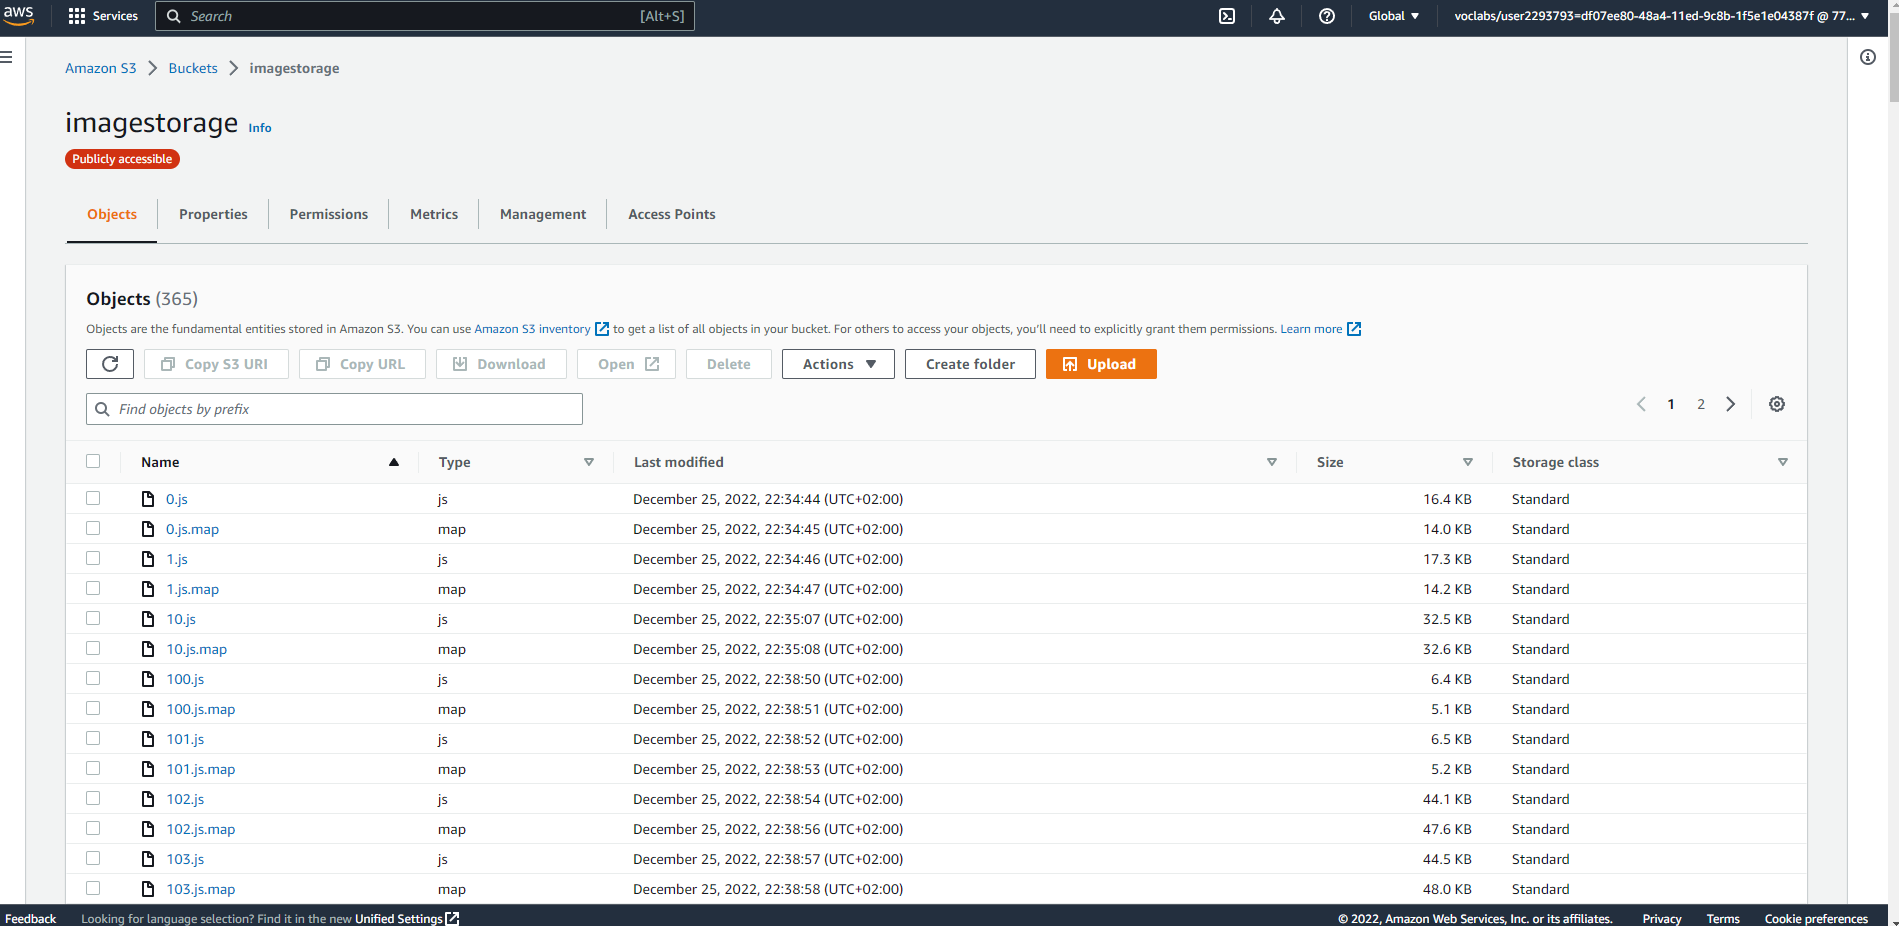 aws Services Search [Alt+S] Global voclabs/user2293793=df07ee80-48a4-11ed-9c8b-1f5e1e04387f @ 77...
Amazon S3 Buckets imagestorage
imagestorage Info
Publicly accessible
Objects Properties Permissions Metrics Management Access Points
Objects (365)
Objects are the fundamental entities stored in Amazon S3. You can use Amazon S3 inventory to get a list of all objects in your bucket. For others to access your objects, you'll need to explicitly grant them permissions. Learn more
Copy S3 URI Copy URL Download Open Delete Actions Create folder Upload
Find objects by prefix 1 2
Name Type Last modified Size Storage class
0.js js December 25, 2022, 22:34:44 (UTC+02:00) 16.4 KB Standard
0.js.map map December 25, 2022, 22:34:45 (UTC+02:00) 14.0 KB Standard
1.js js December 25, 2022, 22:34:46 (UTC+02:00) 17.3 KB Standard
1.js.map map December 25, 2022, 22:34:47 (UTC+02:00) 14.2 KB Standard
10.js js December 25, 2022, 22:35:07 (UTC+02:00) 32.5 KB Standard
10.js.map map December 25, 2022, 22:35:08 (UTC+02:00) 32.6 KB Standard
100.js js December 25, 2022, 22:38:50 (UTC+02:00) 6.4 KB Standard
100.js.map map December 25, 2022, 22:38:51 (UTC+02:00) 5.1 KB Standard
101.js js December 25, 2022, 22:38:52 (UTC+02:00) 6.5 KB Standard
101.js.map map December 25, 2022, 22:38:53 (UTC+02:00) 5.2 KB Standard
102.js js December 25, 2022, 22:38:54 (UTC+02:00) 44.1 KB Standard
102.js.map map December 25, 2022, 22:38:56 (UTC+02:00) 47.6 KB Standard
103.js js December 25, 2022, 22:38:57 (UTC+02:00) 44.5 KB Standard
103.js.map map December 25, 2022, 22:38:58 (UTC+02:00) 48.0 KB Standard
Feedback Looking for language selection? Find it in the new Unified Settings © 2022, Amazon Web Services, Inc. or its affiliates. Privacy Terms Cookie preferences